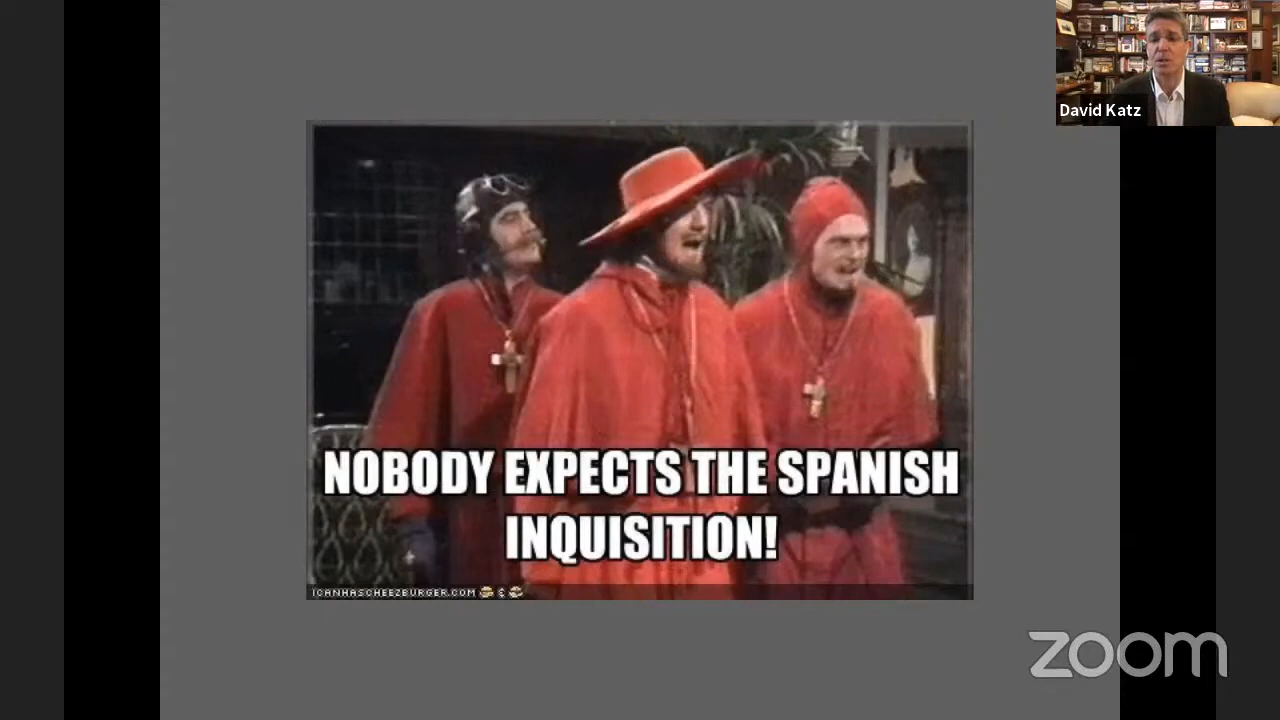 David Katz
NOBODY EXPECTS THE SPANISH
INQUISITION!
ICANHASCHEEZBURGER.COM
zoom